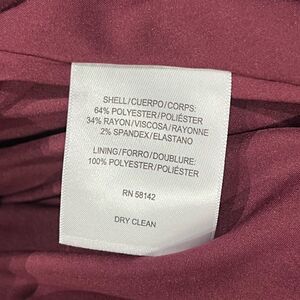 SHELL/CUERPO/CORPS:
64% POLYESTER/POLIÉSTER
34% RAYON/VISCOSA/RAYONNE
2% SPANDEX/ELASTANO
LINING/FORRO/DOUBLURE:
100% POLYESTER/POLIÉSTER
RN 58142
DRY CLEAN